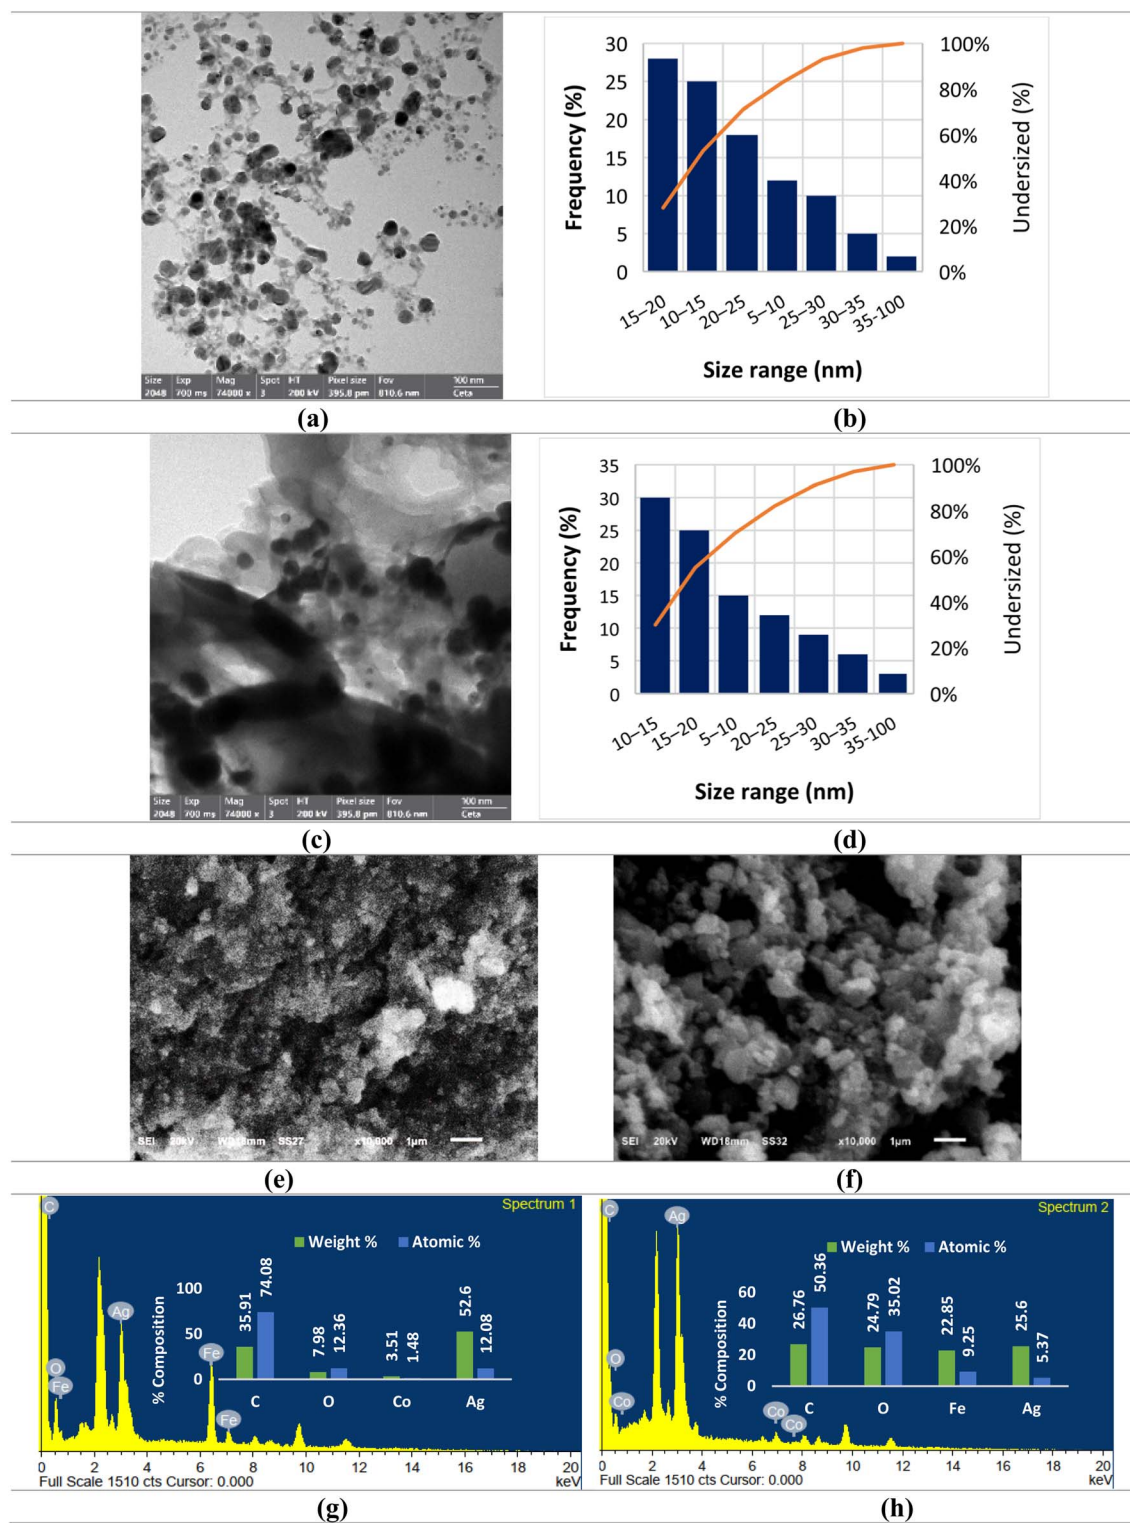 Size Exp Mag Spot HT Pixel size Fov 100 nm
2048 700 ms 74000 x 3 200 kV 395.8 pm 810.6 nm Ceta
(a)
30
25
20
15
10
5
0
Frequency (%)
100%
80%
60%
40%
20%
0%
Undersized (%)
15–20 10–15 20–25 5–10 25–30 30–35 35-100
Size range (nm)
(b)
Size Exp Mag Spot HT Pixel size Fov 100 nm
2048 700 ms 74000 x 3 200 kV 395.8 pm 810.6 nm Ceta
(c)
35
30
25
20
15
10
5
0
Frequency (%)
100%
80%
60%
40%
20%
0%
Undersized (%)
10–15 15–20 5–10 20–25 25–30 30–35 35-100
Size range (nm)
(d)
SEI 20kV WD18mm SS27 x10,000 1μm
(e)
SEI 20kV WD18mm SS32 x10,000 1μm
(f)
Spectrum 1
C
O
Fe
Ag
Fe
Fe
Weight % Atomic %
% Composition
100
50
0
35.91 74.08 7.98 12.36 3.51 1.48 52.6 12.08
C O Co Ag
0 2 4 6 8 10 12 14 16 18 20
Full Scale 1510 cts Cursor: 0.000 keV
(g)
Spectrum 2
C
O
Co
Ag
Co
Co
Weight % Atomic %
% Composition
60
40
20
0
26.76 50.36 24.79 35.02 22.85 9.25 25.6 5.37
C O Fe Ag
0 2 4 6 8 10 12 14 16 18 20
Full Scale 1510 cts Cursor: 0.000 keV
(h)